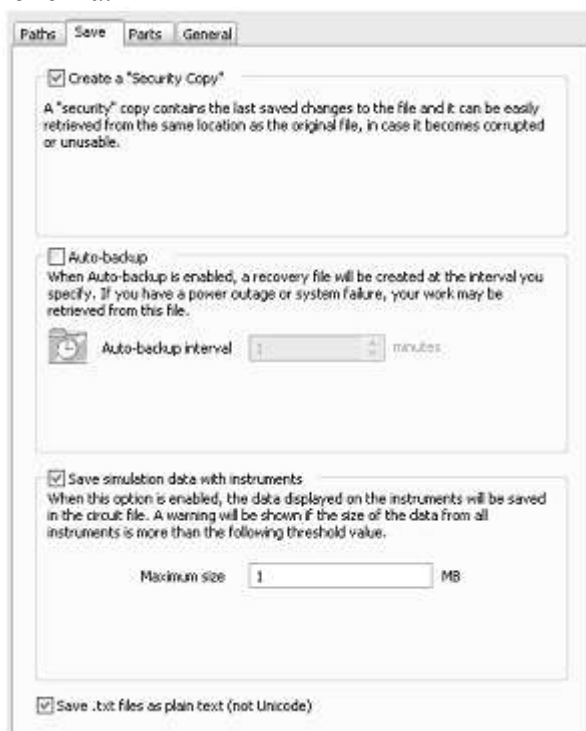 Paths Save Parts General
Create a "Security Copy"
A "security" copy contains the last saved changes to the file and it can be easily
retrieved from the same location as the original file, in case it becomes corrupted
or unusable.
Auto-backup
When Auto-backup is enabled, a recovery file will be created at the interval you
specify. If you have a power outage or system failure, your work may be
retrieved from this file.
Auto-backup interval 1 minutes
Save simulation data with instruments
When this option is enabled, the data displayed on the instruments will be saved
in the circuit file. A warning will be shown if the size of the data from all
instruments is more than the following threshold value.
Maximum size 1 MB
Save .txt files as plain text (not Unicode)